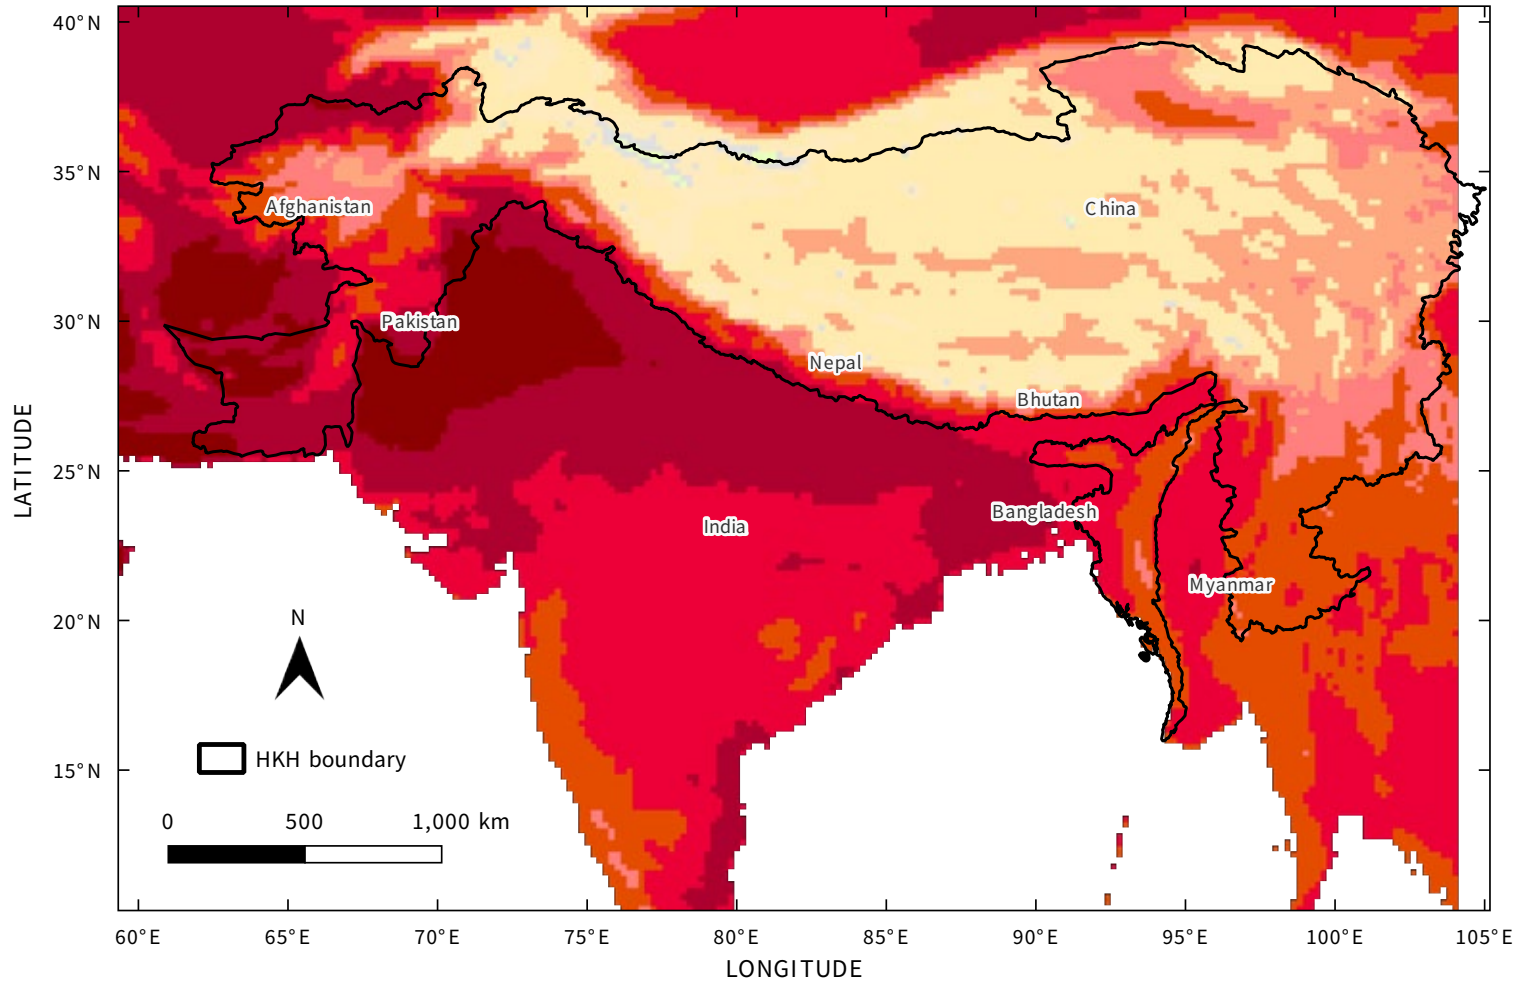 40°N
35°N
30°N
25°N
20°N
15°N
LATITUDE
Afghanistan
China
Pakistan
Nepal
Bhutan
Bangladesh
India
Myanmar
N
HKH boundary
0 500 1,000 km
60°E 65°E 70°E 75°E 80°E 85°E 90°E 95°E 100°E 105°E
LONGITUDE